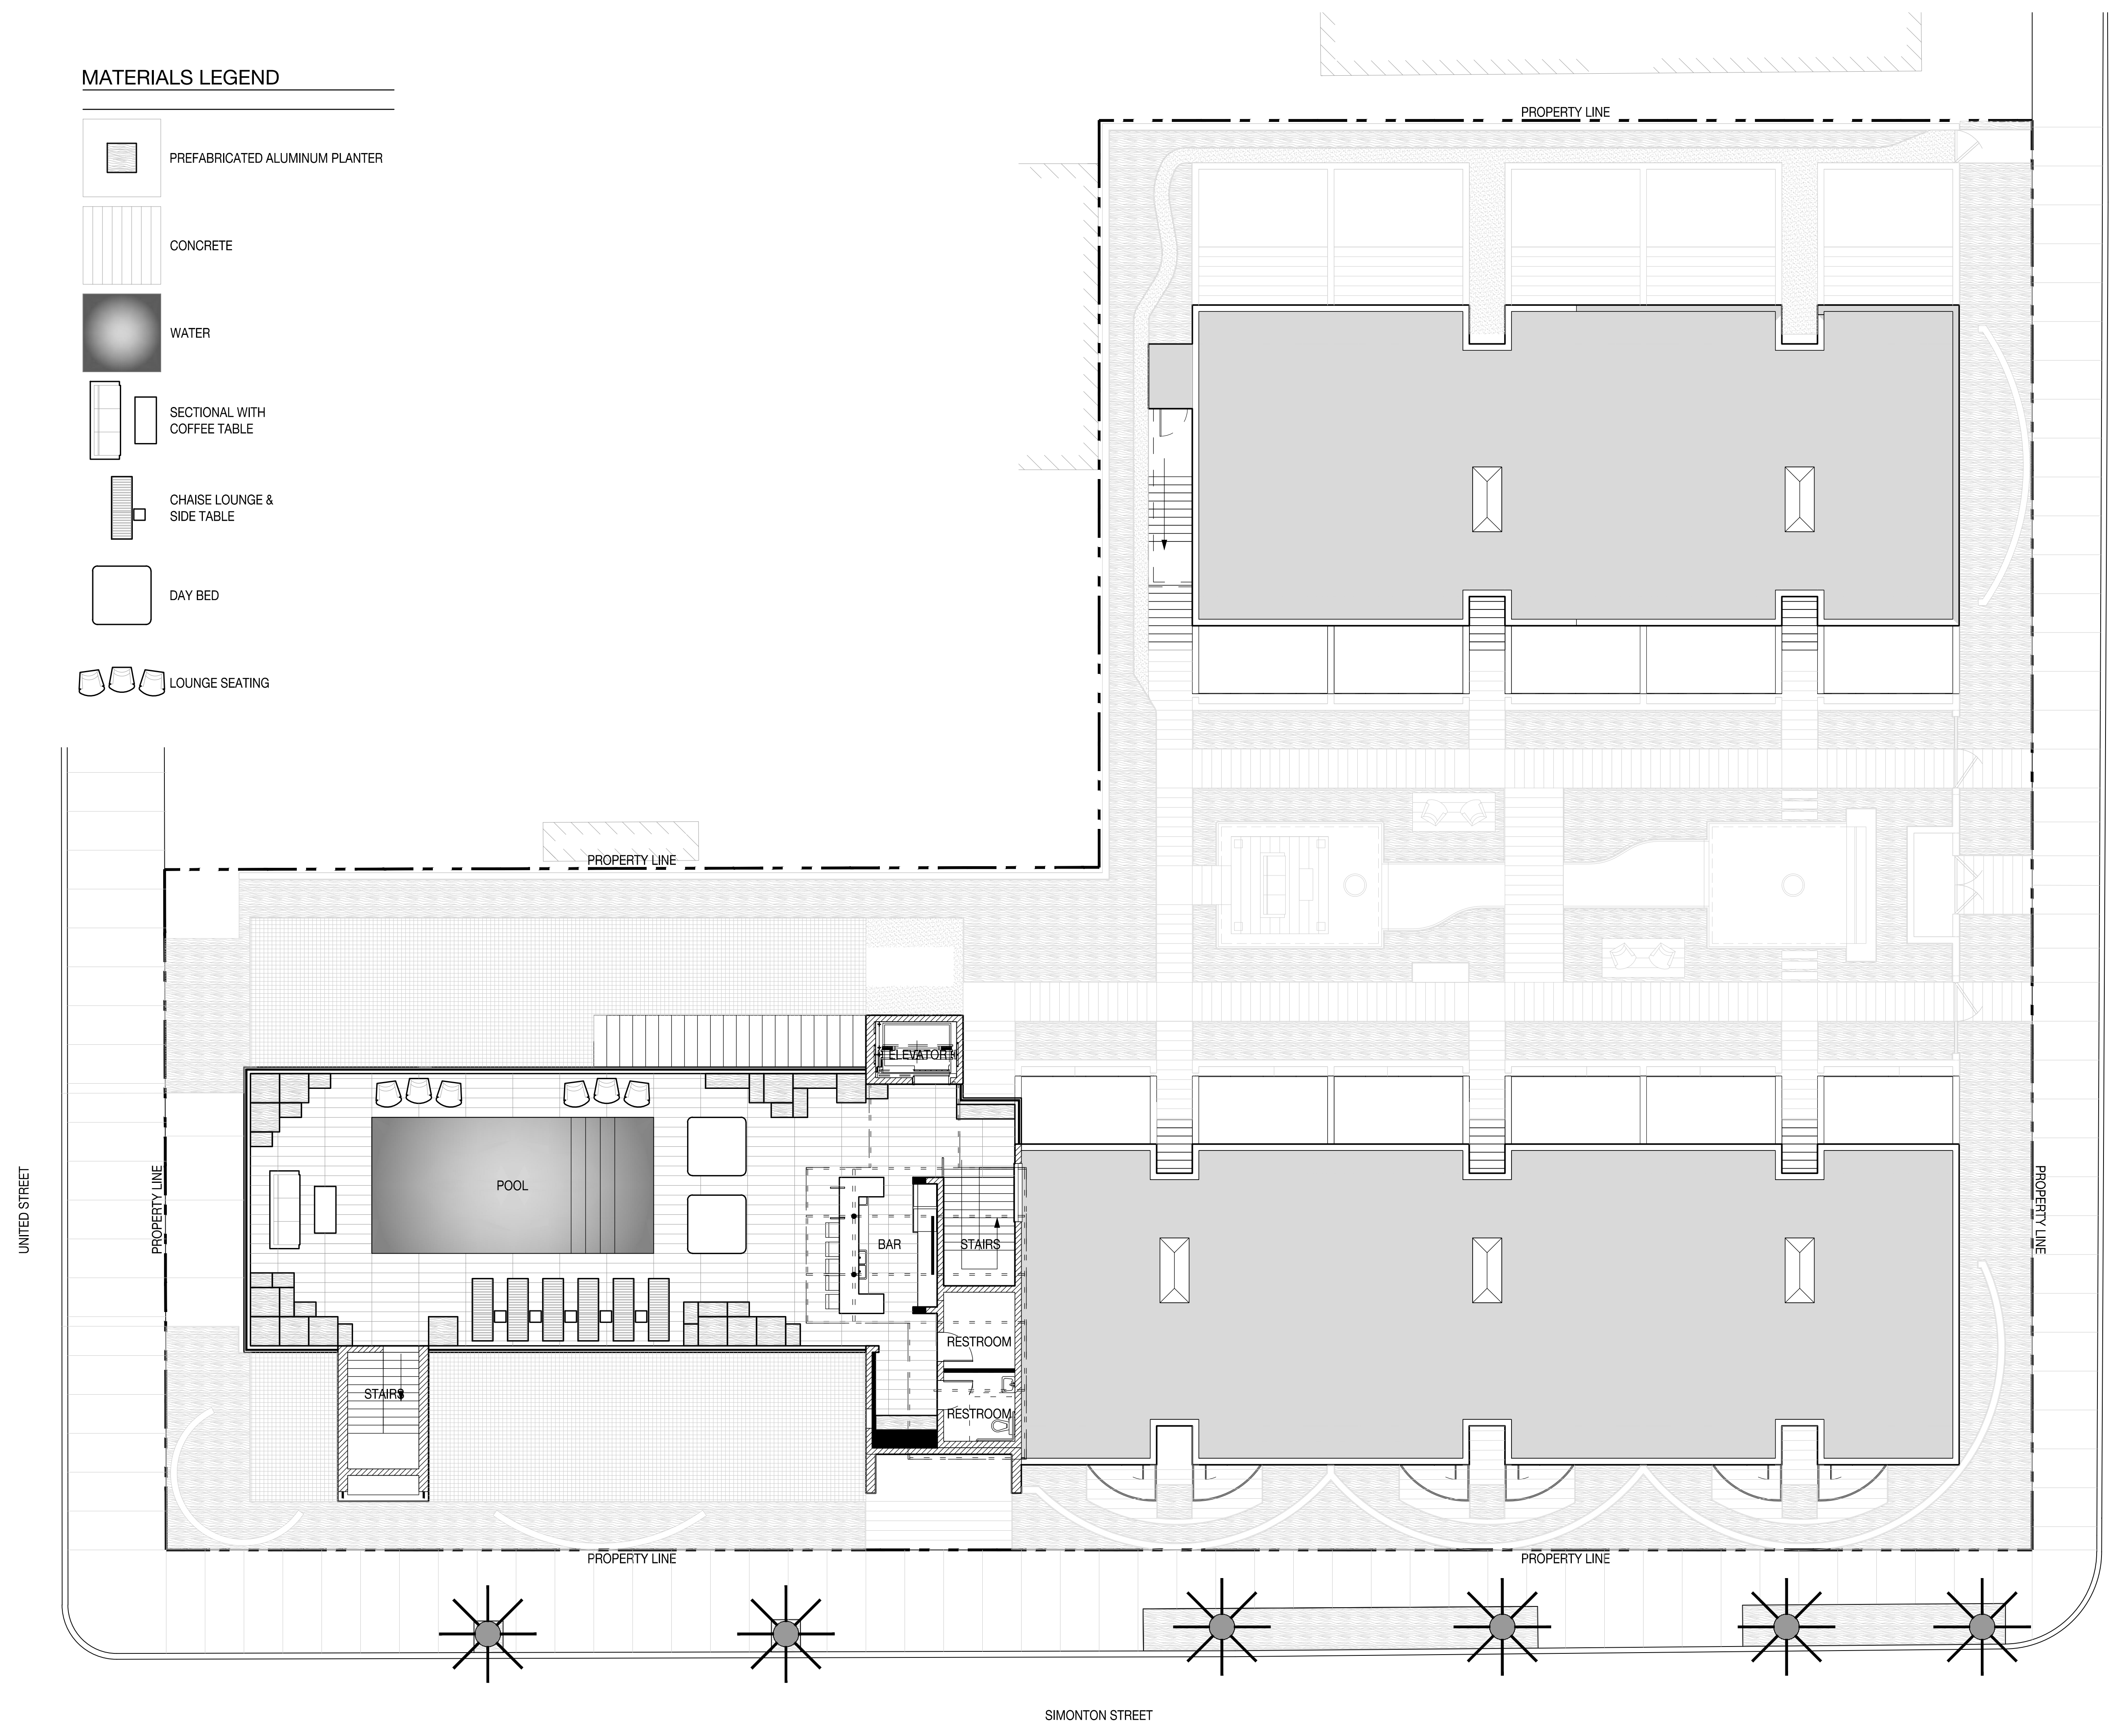 MATERIALS LEGEND
PREFABRICATED ALUMINUM PLANTER
CONCRETE
WATER
SECTIONAL WITH
COFFEE TABLE
CHAISE LOUNGE &
SIDE TABLE
DAY BED
LOUNGE SEATING
PROPERTY LINE
PROPERTY LINE
ELEVATOR
UNITED STREET
PROPERTY LINE
POOL
BAR
STAIRS
PROPERTY LINE
RESTROOM
STAIRS
RESTROOM
PROPERTY LINE
PROPERTY LINE
SIMONTON STREET